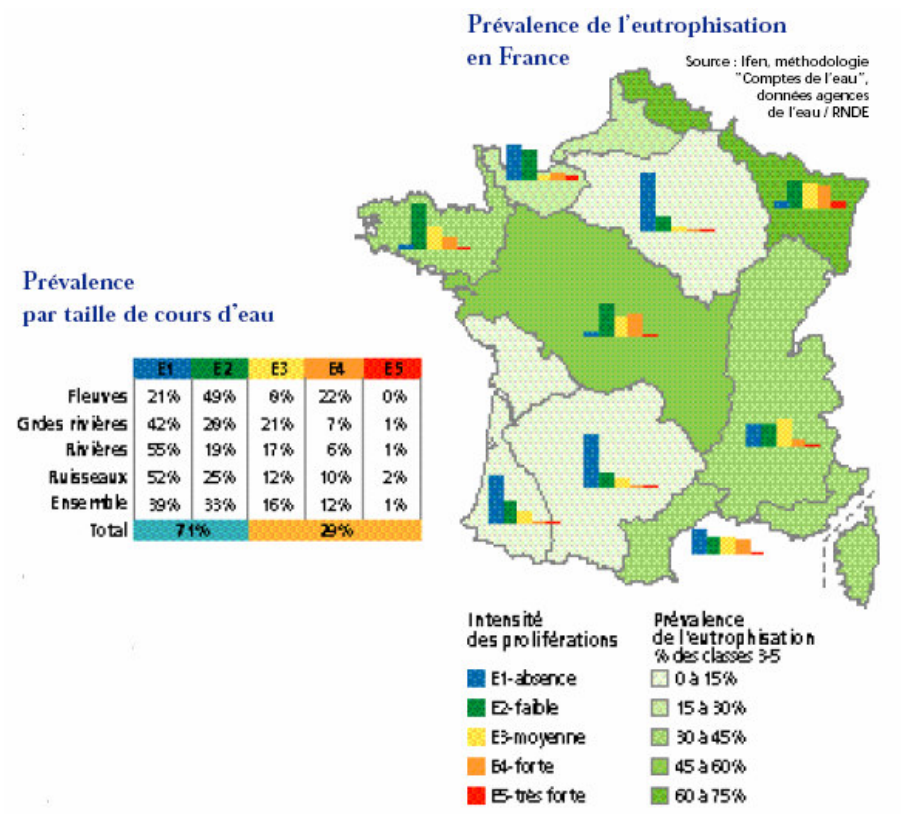 Prévalence de l'eutrophisation
en France
Source : Ifen, méthodologie
"Comptes de l'eau",
données agences
de l'eau / RNDE
Prévalence
par taille de cours d'eau
E1 E2 E3 E4 E5
Fleuves 21% 49% 8% 22% 0%
Grdes rivières 42% 28% 21% 7% 1%
Rivières 55% 19% 17% 6% 1%
Ruisseaux 52% 25% 12% 10% 2%
Ensemble 39% 33% 16% 12% 1%
Total 71% 29%
Intensité
des proliférations
E1-absence
E2-faible
E3-moyenne
E4-forte
E5-très forte
Prévalence
de l'eutrophisation
% des classes 3-5
0 à 15%
15 à 30%
30 à 45%
45 à 60%
60 à 75%